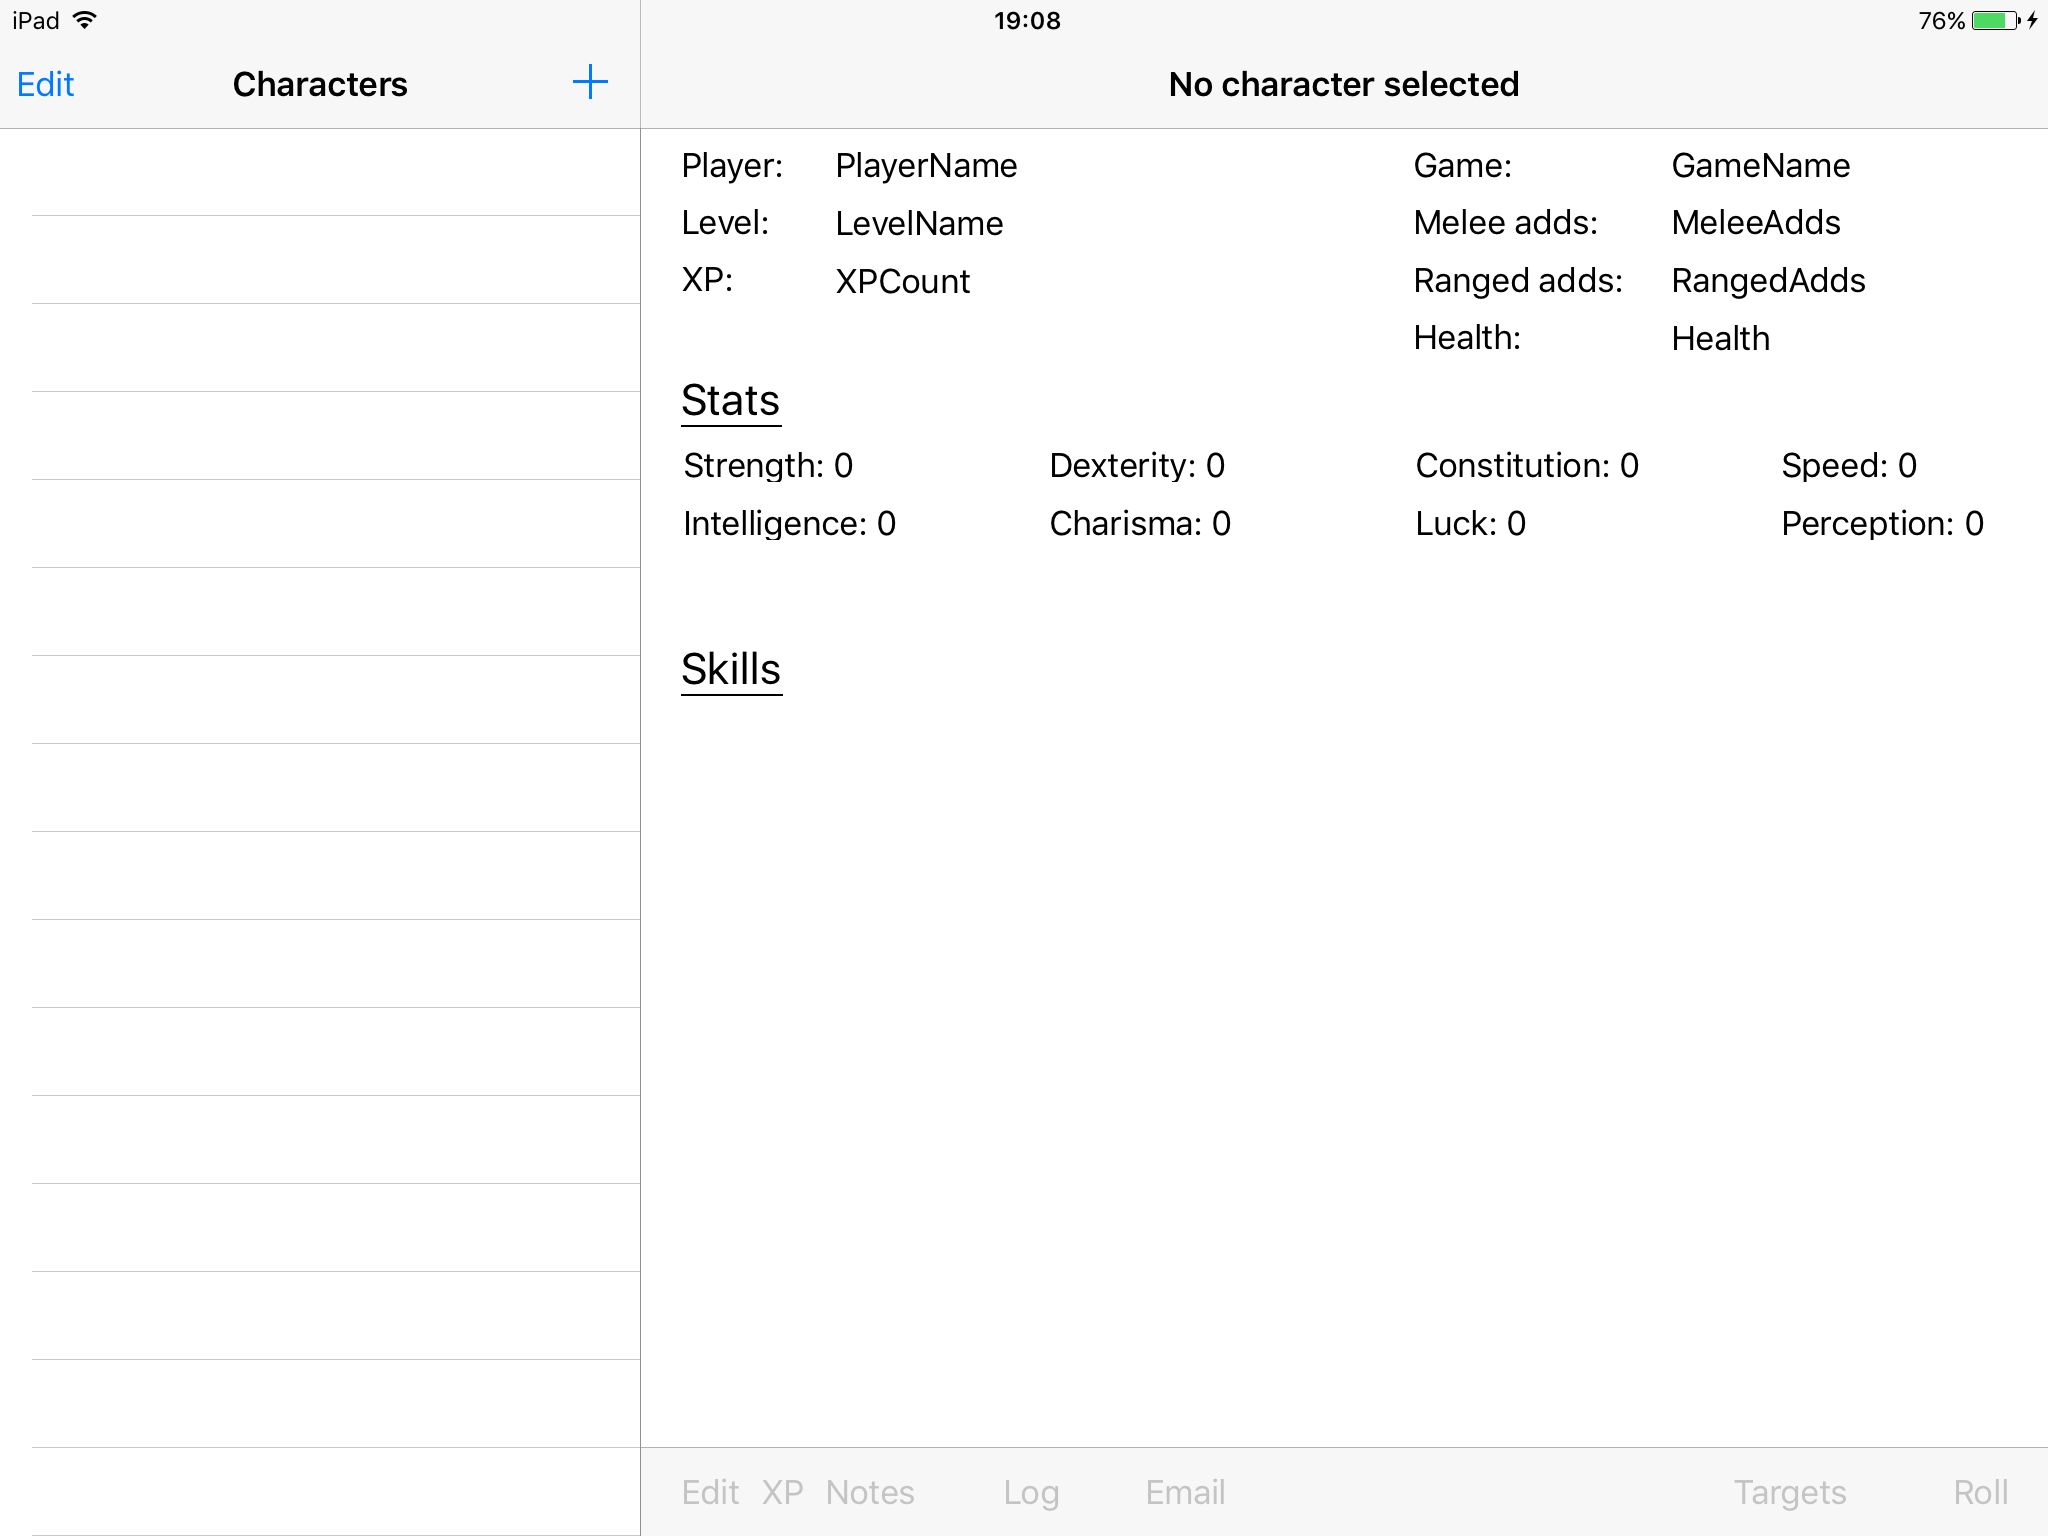 iPad 19:08 76%
Edit Characters No character selected
Player: PlayerName Game: GameName
Level: LevelName Melee adds: MeleeAdds
XP: XPCount Ranged adds: RangedAdds
Health: Health
Stats
Strength: 0 Dexterity: 0 Constitution: 0 Speed: 0
Intelligence: 0 Charisma: 0 Luck: 0 Perception: 0
Skills
Edit XP Notes Log Email Targets Roll